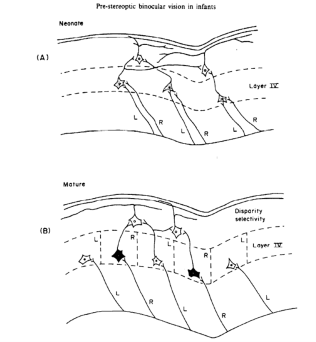 Pre-stereoptic binocular vision in infants
Neonate
(A)
Layer IV
L R L R L R
Mature
(B)
Disparity
selectivity
L R L R L
Layer IV
L R L R L